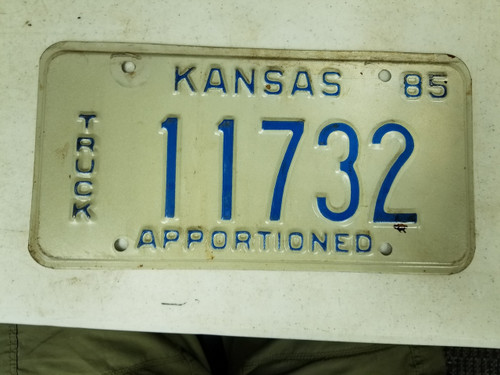 KANSAS 85
TRUCK
11732
APPORTIONED